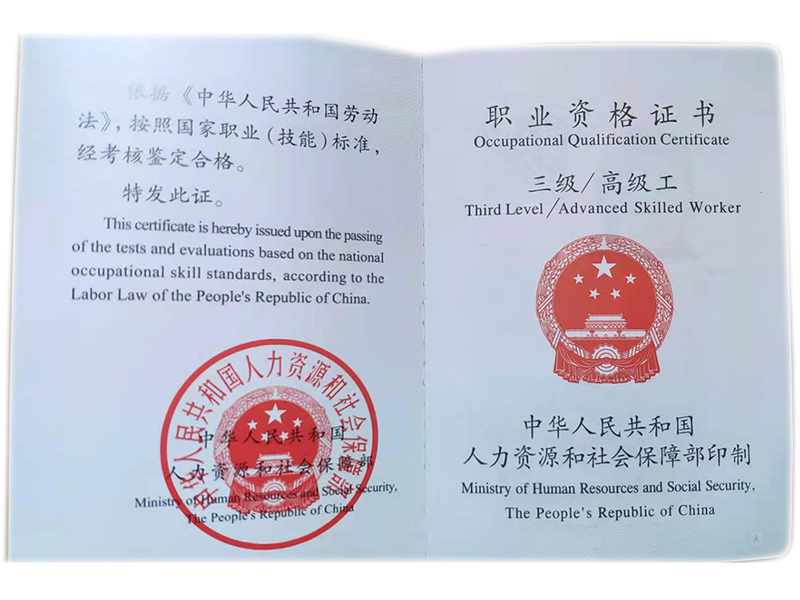 依据《中华人民共和国劳动
法》，按照国家职业（技能）标准，
经考核鉴定合格。
特发此证。
This certificate is hereby issued upon the passing
of the tests and evaluations based on the national
occupational skill standards, according to the
Labor Law of the People's Republic of China.
中华人民共和国人力资源和社会保障部
中华人民共和国
人力资源和社会保障部
Ministry of Human Resources and Social Security,
The People's Republic of China
职业资格证书
Occupational Qualification Certificate
三级/高级工
Third Level/Advanced Skilled Worker
中华人民共和国
人力资源和社会保障部印制
Ministry of Human Resources and Social Security,
The People's Republic of China